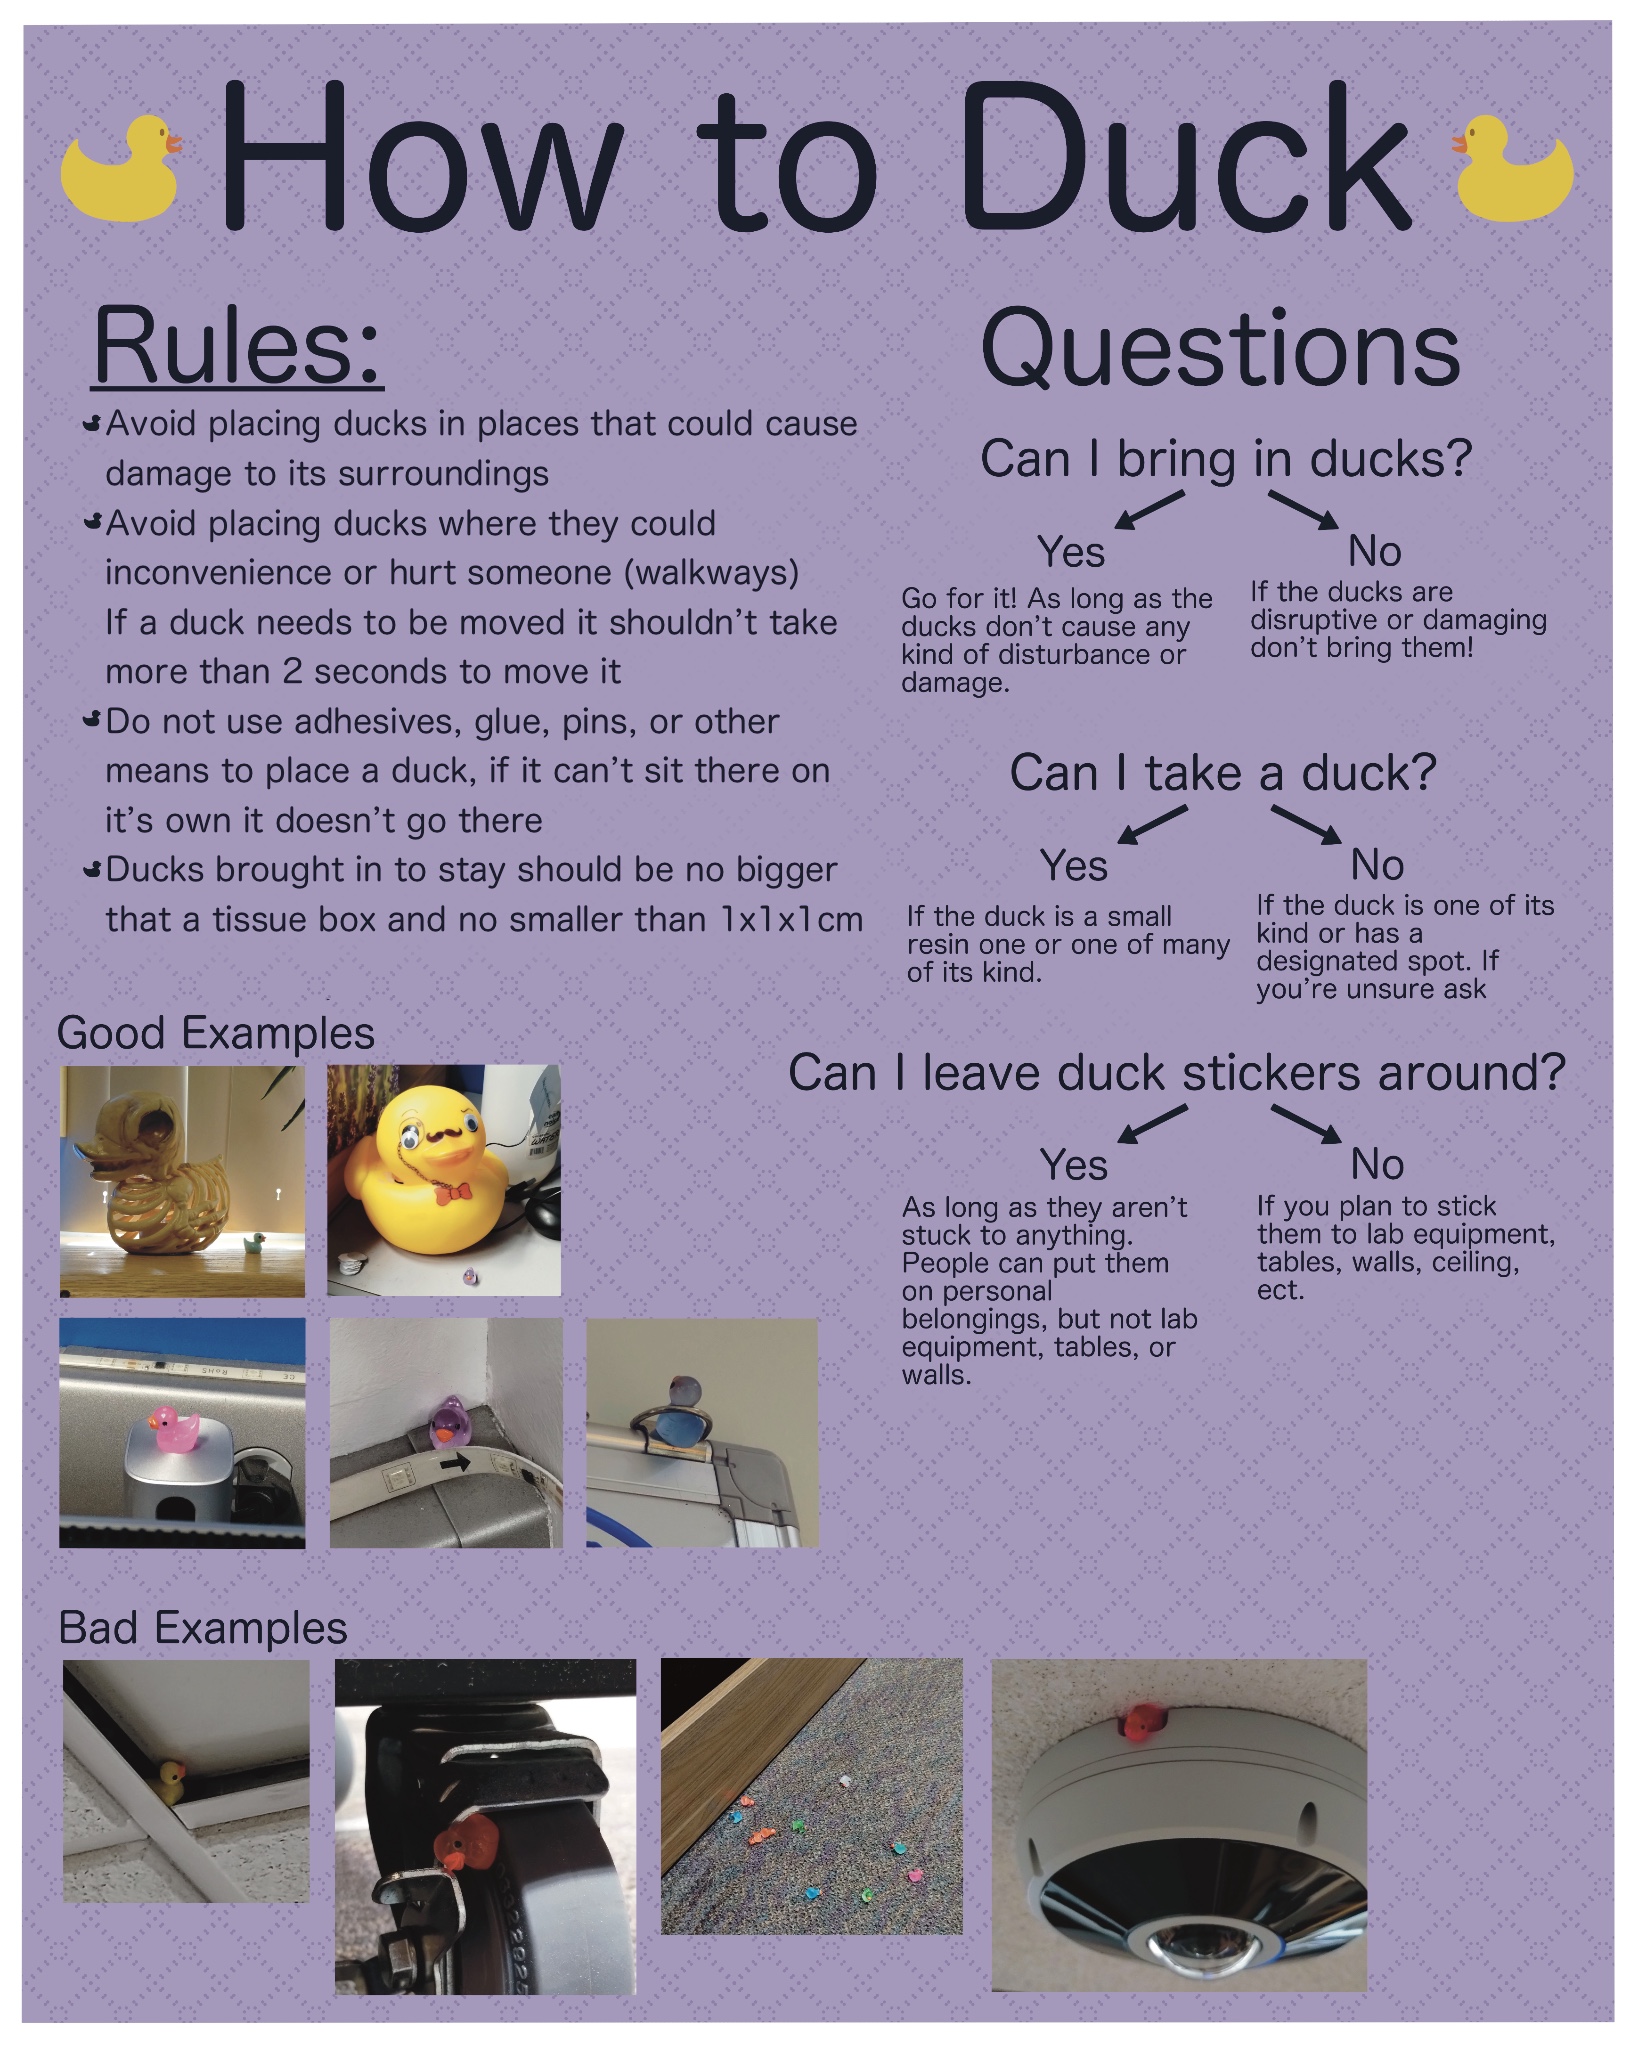 How to Duck
Rules:
Avoid placing ducks in places that could cause
damage to its surroundings
Avoid placing ducks where they could
inconvenience or hurt someone (walkways)
If a duck needs to be moved it shouldn't take
more than 2 seconds to move it
Do not use adhesives, glue, pins, or other
means to place a duck, if it can't sit there on
it's own it doesn't go there
Ducks brought in to stay should be no bigger
that a tissue box and no smaller than 1x1x1cm
Questions
Can I bring in ducks?
Yes
Go for it! As long as the
ducks don't cause any
kind of disturbance or
damage.
No
If the ducks are
disruptive or damaging
don't bring them!
Can I take a duck?
Yes
If the duck is a small
resin one or one of many
of its kind.
No
If the duck is one of its
kind or has a
designated spot. If
you're unsure ask
Can I leave duck stickers around?
Yes
As long as they aren't
stuck to anything.
People can put them
on personal
belongings, but not lab
equipment, tables, or
walls.
No
If you plan to stick
them to lab equipment,
tables, walls, ceiling,
ect.
Good Examples
RoHS
CE
Bad Examples